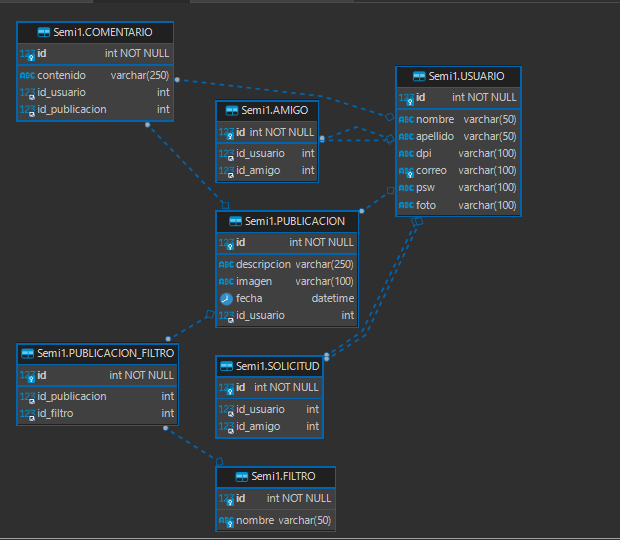 Semi1.COMENTARIO
123 id int NOT NULL
ABC contenido varchar(250)
123 id_usuario int
123 id_publicacion int
Semi1.AMIGO
123 id int NOT NULL
123 id_usuario int
123 id_amigo int
Semi1.USUARIO
123 id int NOT NULL
ABC nombre varchar(50)
ABC apellido varchar(50)
ABC dpi varchar(100)
ABC correo varchar(100)
ABC psw varchar(100)
ABC foto varchar(100)
Semi1.PUBLICACION
123 id int NOT NULL
ABC descripcion varchar(250)
ABC imagen varchar(100)
fecha datetime
123 id_usuario int
Semi1.PUBLICACION_FILTRO
123 id int NOT NULL
123 id_publicacion int
123 id_filtro int
Semi1.SOLICITUD
123 id int NOT NULL
123 id_usuario int
123 id_amigo int
Semi1.FILTRO
123 id int NOT NULL
ABC nombre varchar(50)